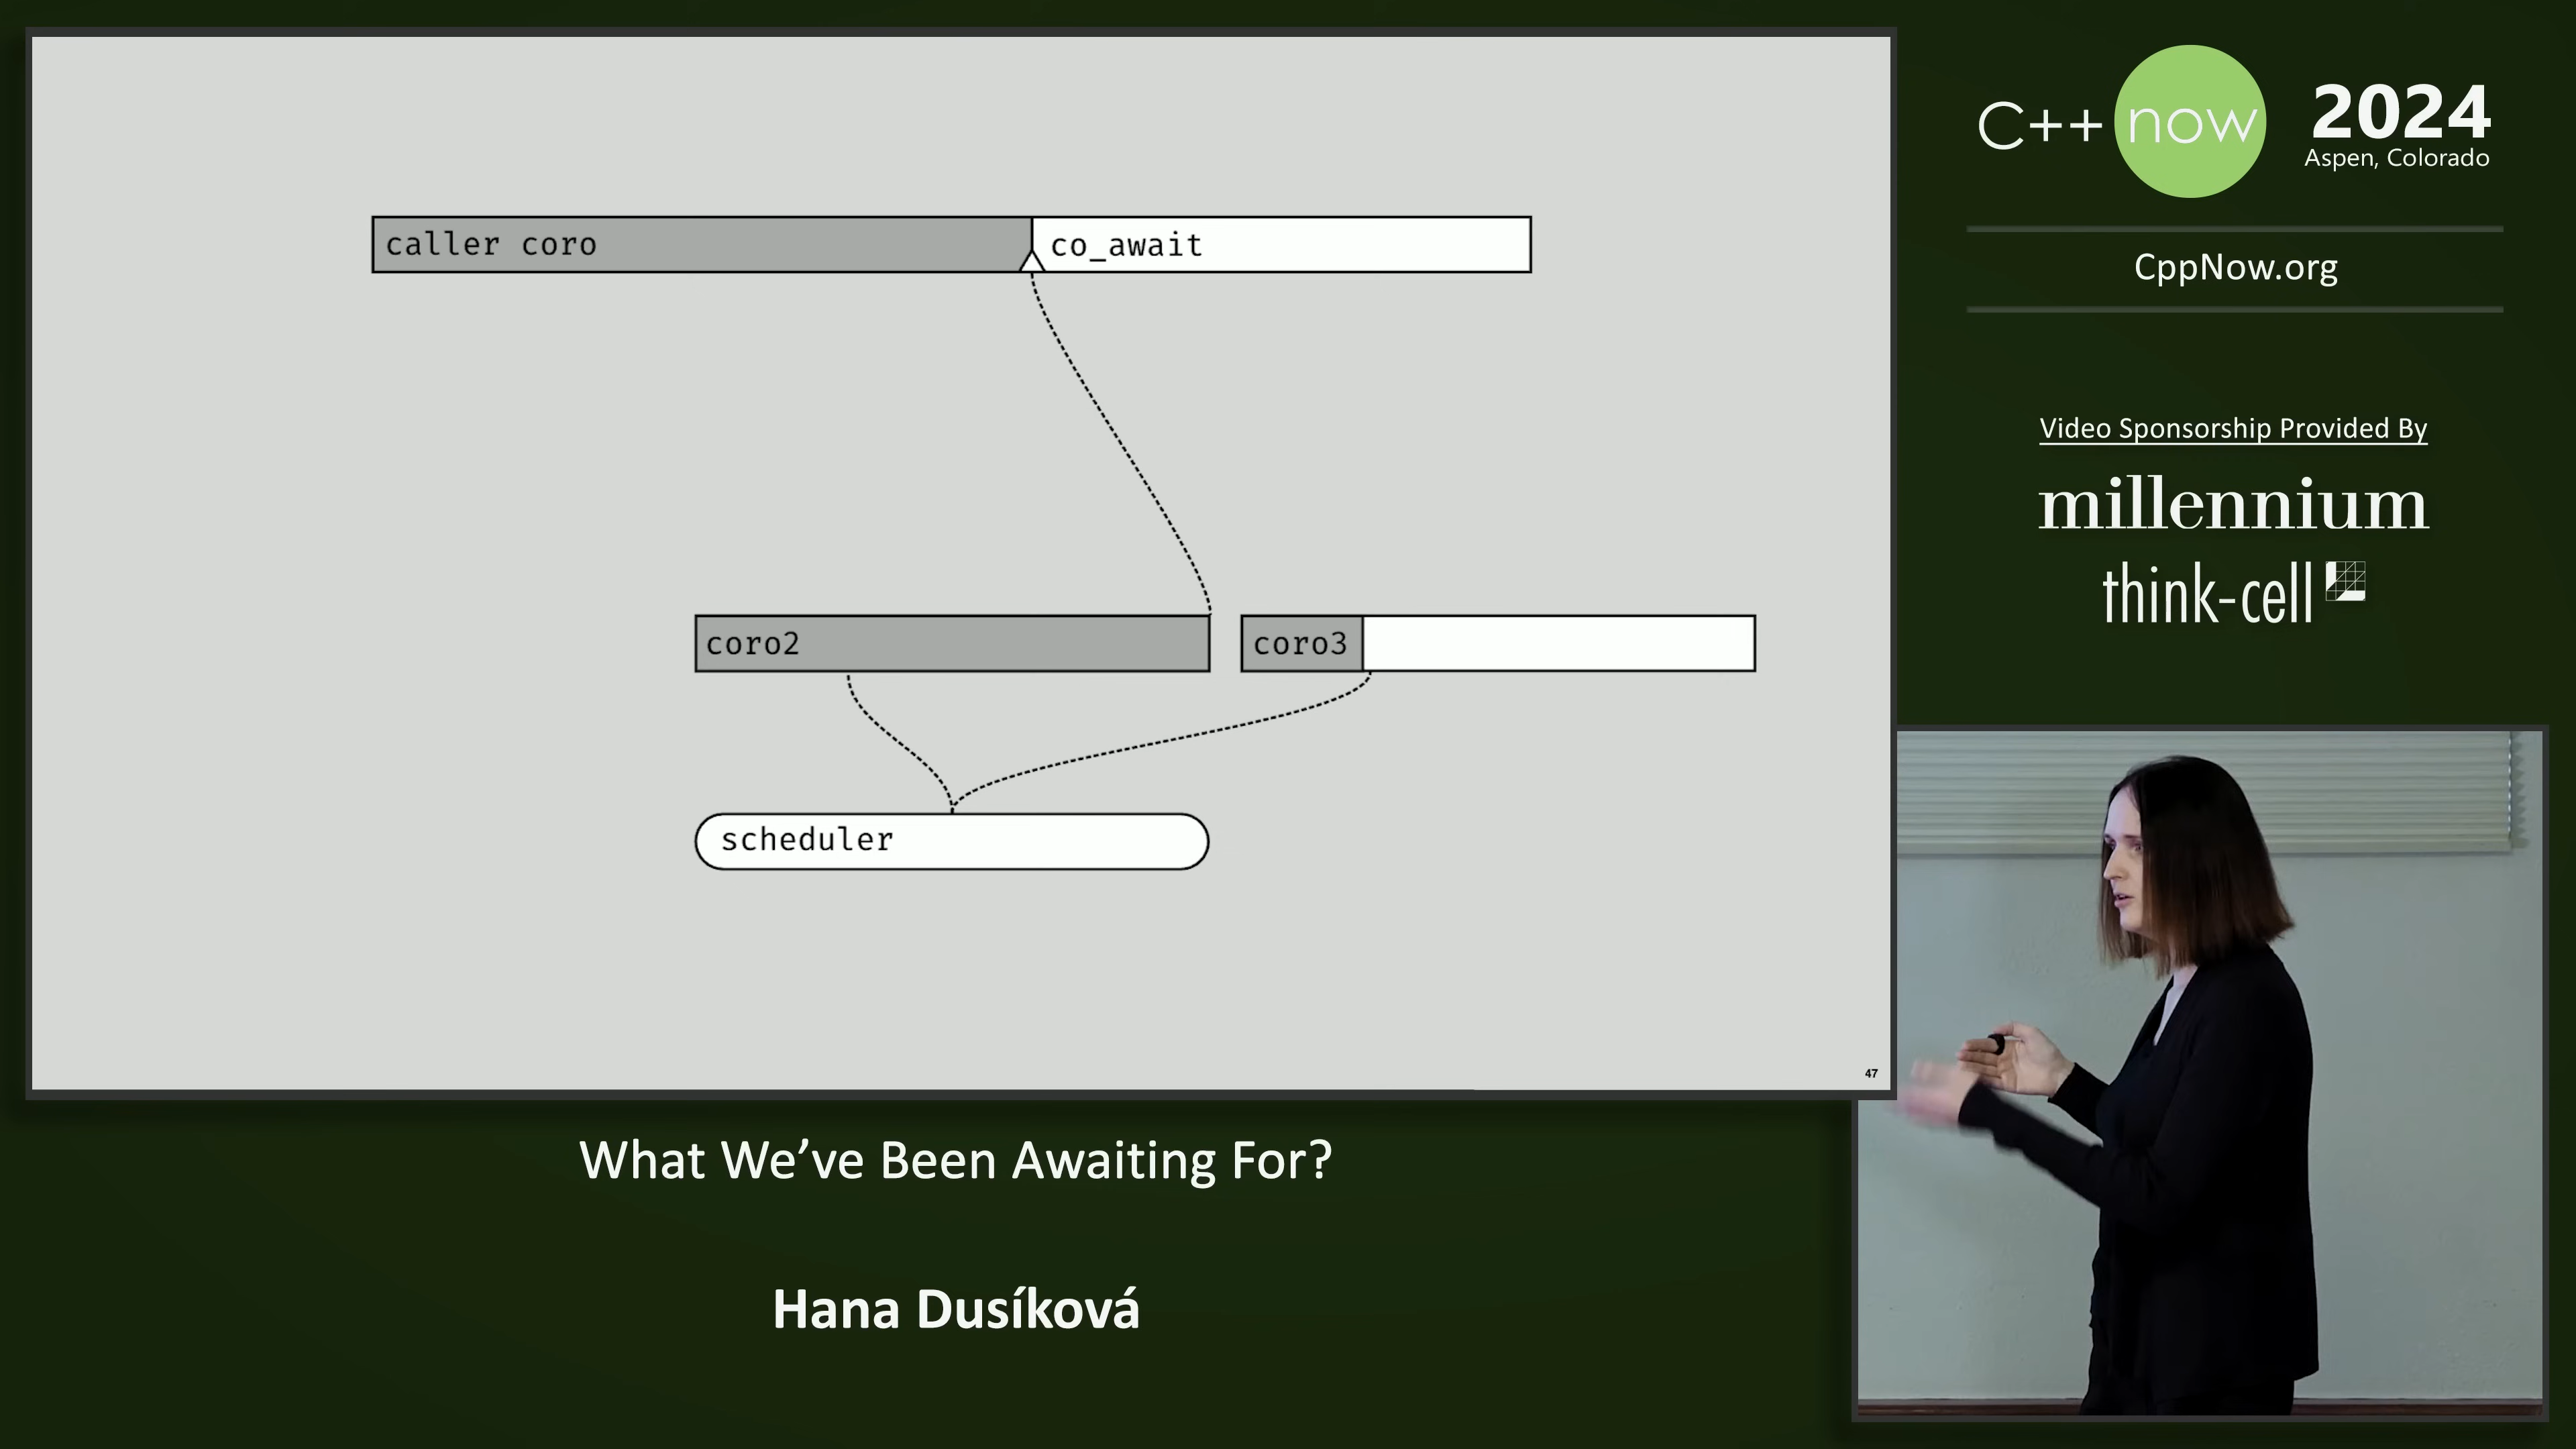 caller coro
co_await
coro2
coro3
scheduler
47
C++ now
2024
Aspen, Colorado
CppNow.org
Video Sponsorship Provided By
millennium
think-cell
What We’ve Been Awaiting For?
Hana Dusíková